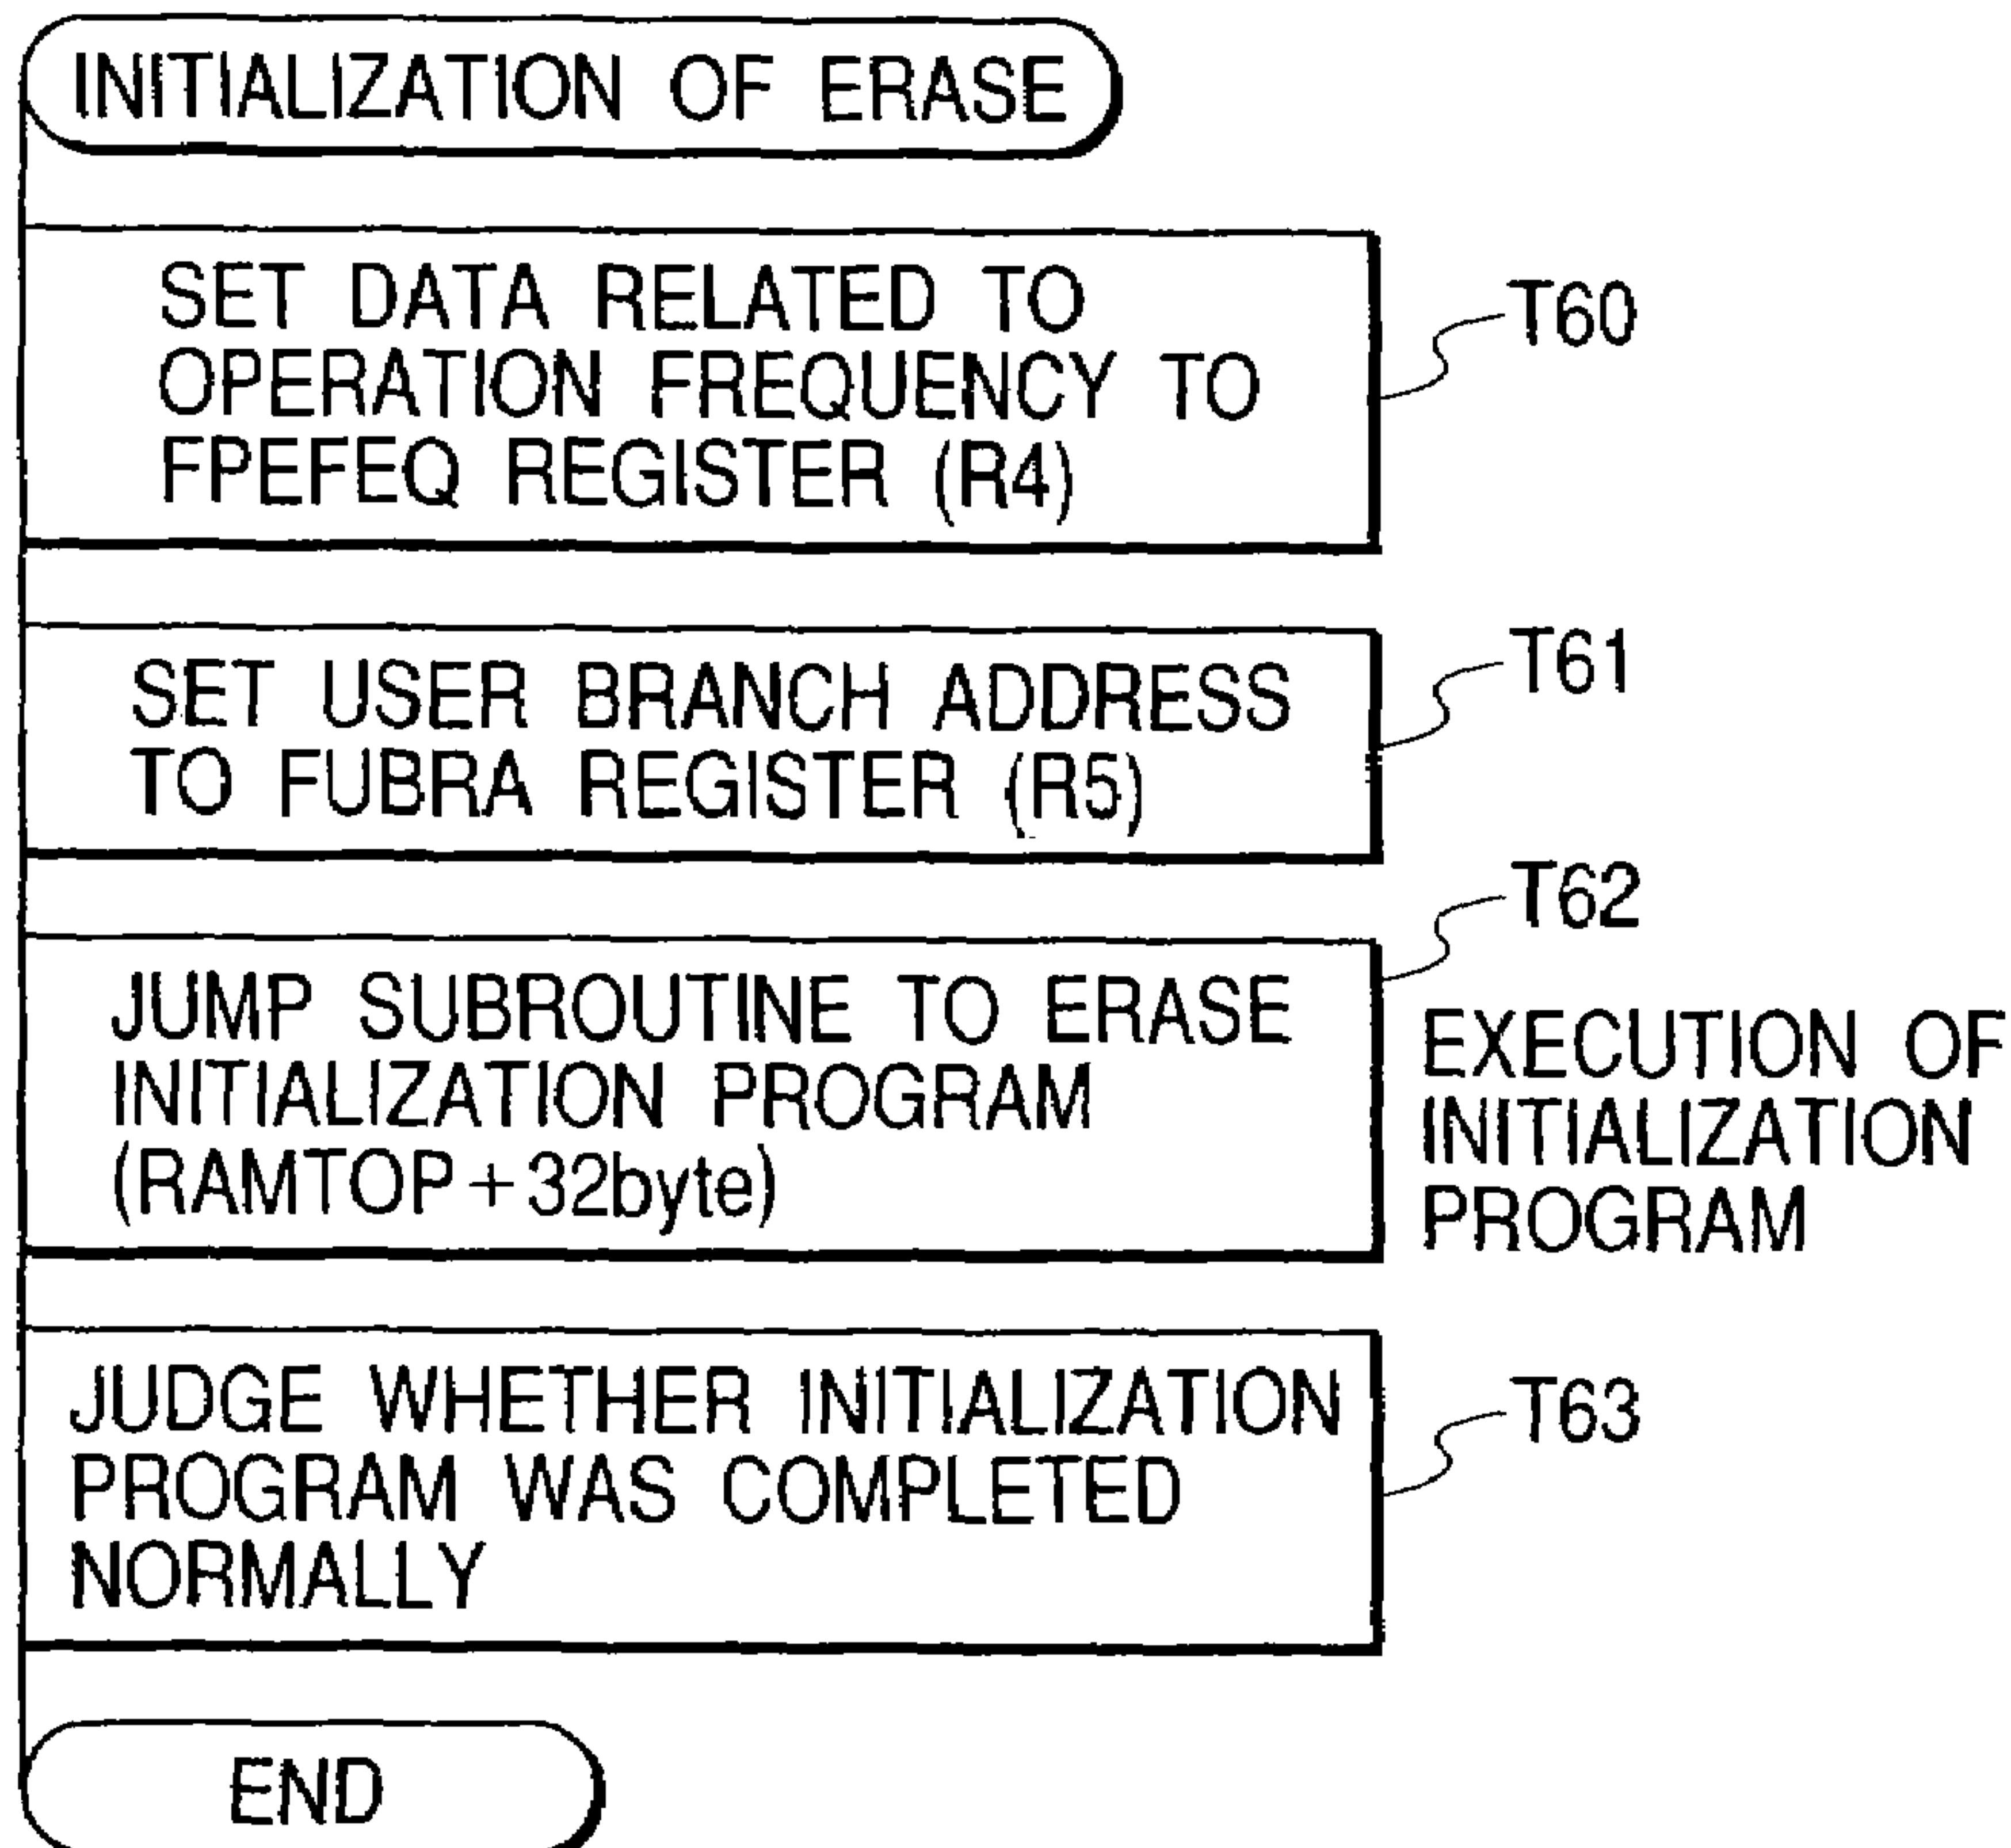 INITIALIZATION OF ERASE
SET DATA RELATED TO
OPERATION FREQUENCY TO
FPEFEQ REGISTER (R4)
T60
SET USER BRANCH ADDRESS
TO FUBRA REGISTER (R5)
T61
JUMP SUBROUTINE TO ERASE
INITIALIZATION PROGRAM
(RAMTOP+32byte)
T62
EXECUTION OF
INITIALIZATION
PROGRAM
JUDGE WHETHER INITIALIZATION
PROGRAM WAS COMPLETED
NORMALLY
T63
END